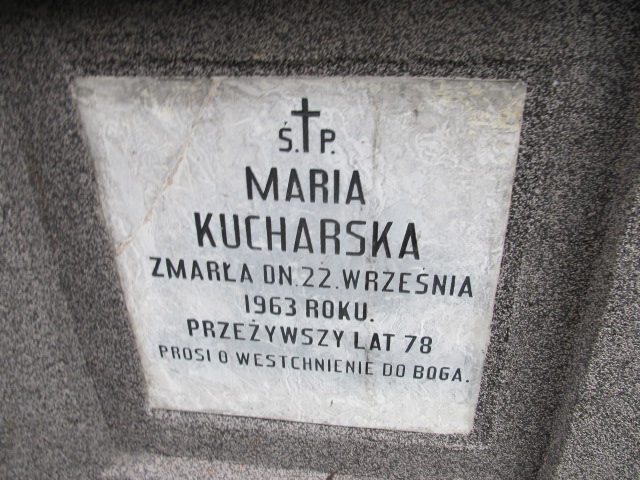 Ś.†P.
MARIA
KUCHARSKA
ZMARŁA DN. 22. WRZEŚNIA
1963 ROKU.
PRZEŻYWSZY LAT 78
PROSI O WESTCHNIENIE DO BOGA.